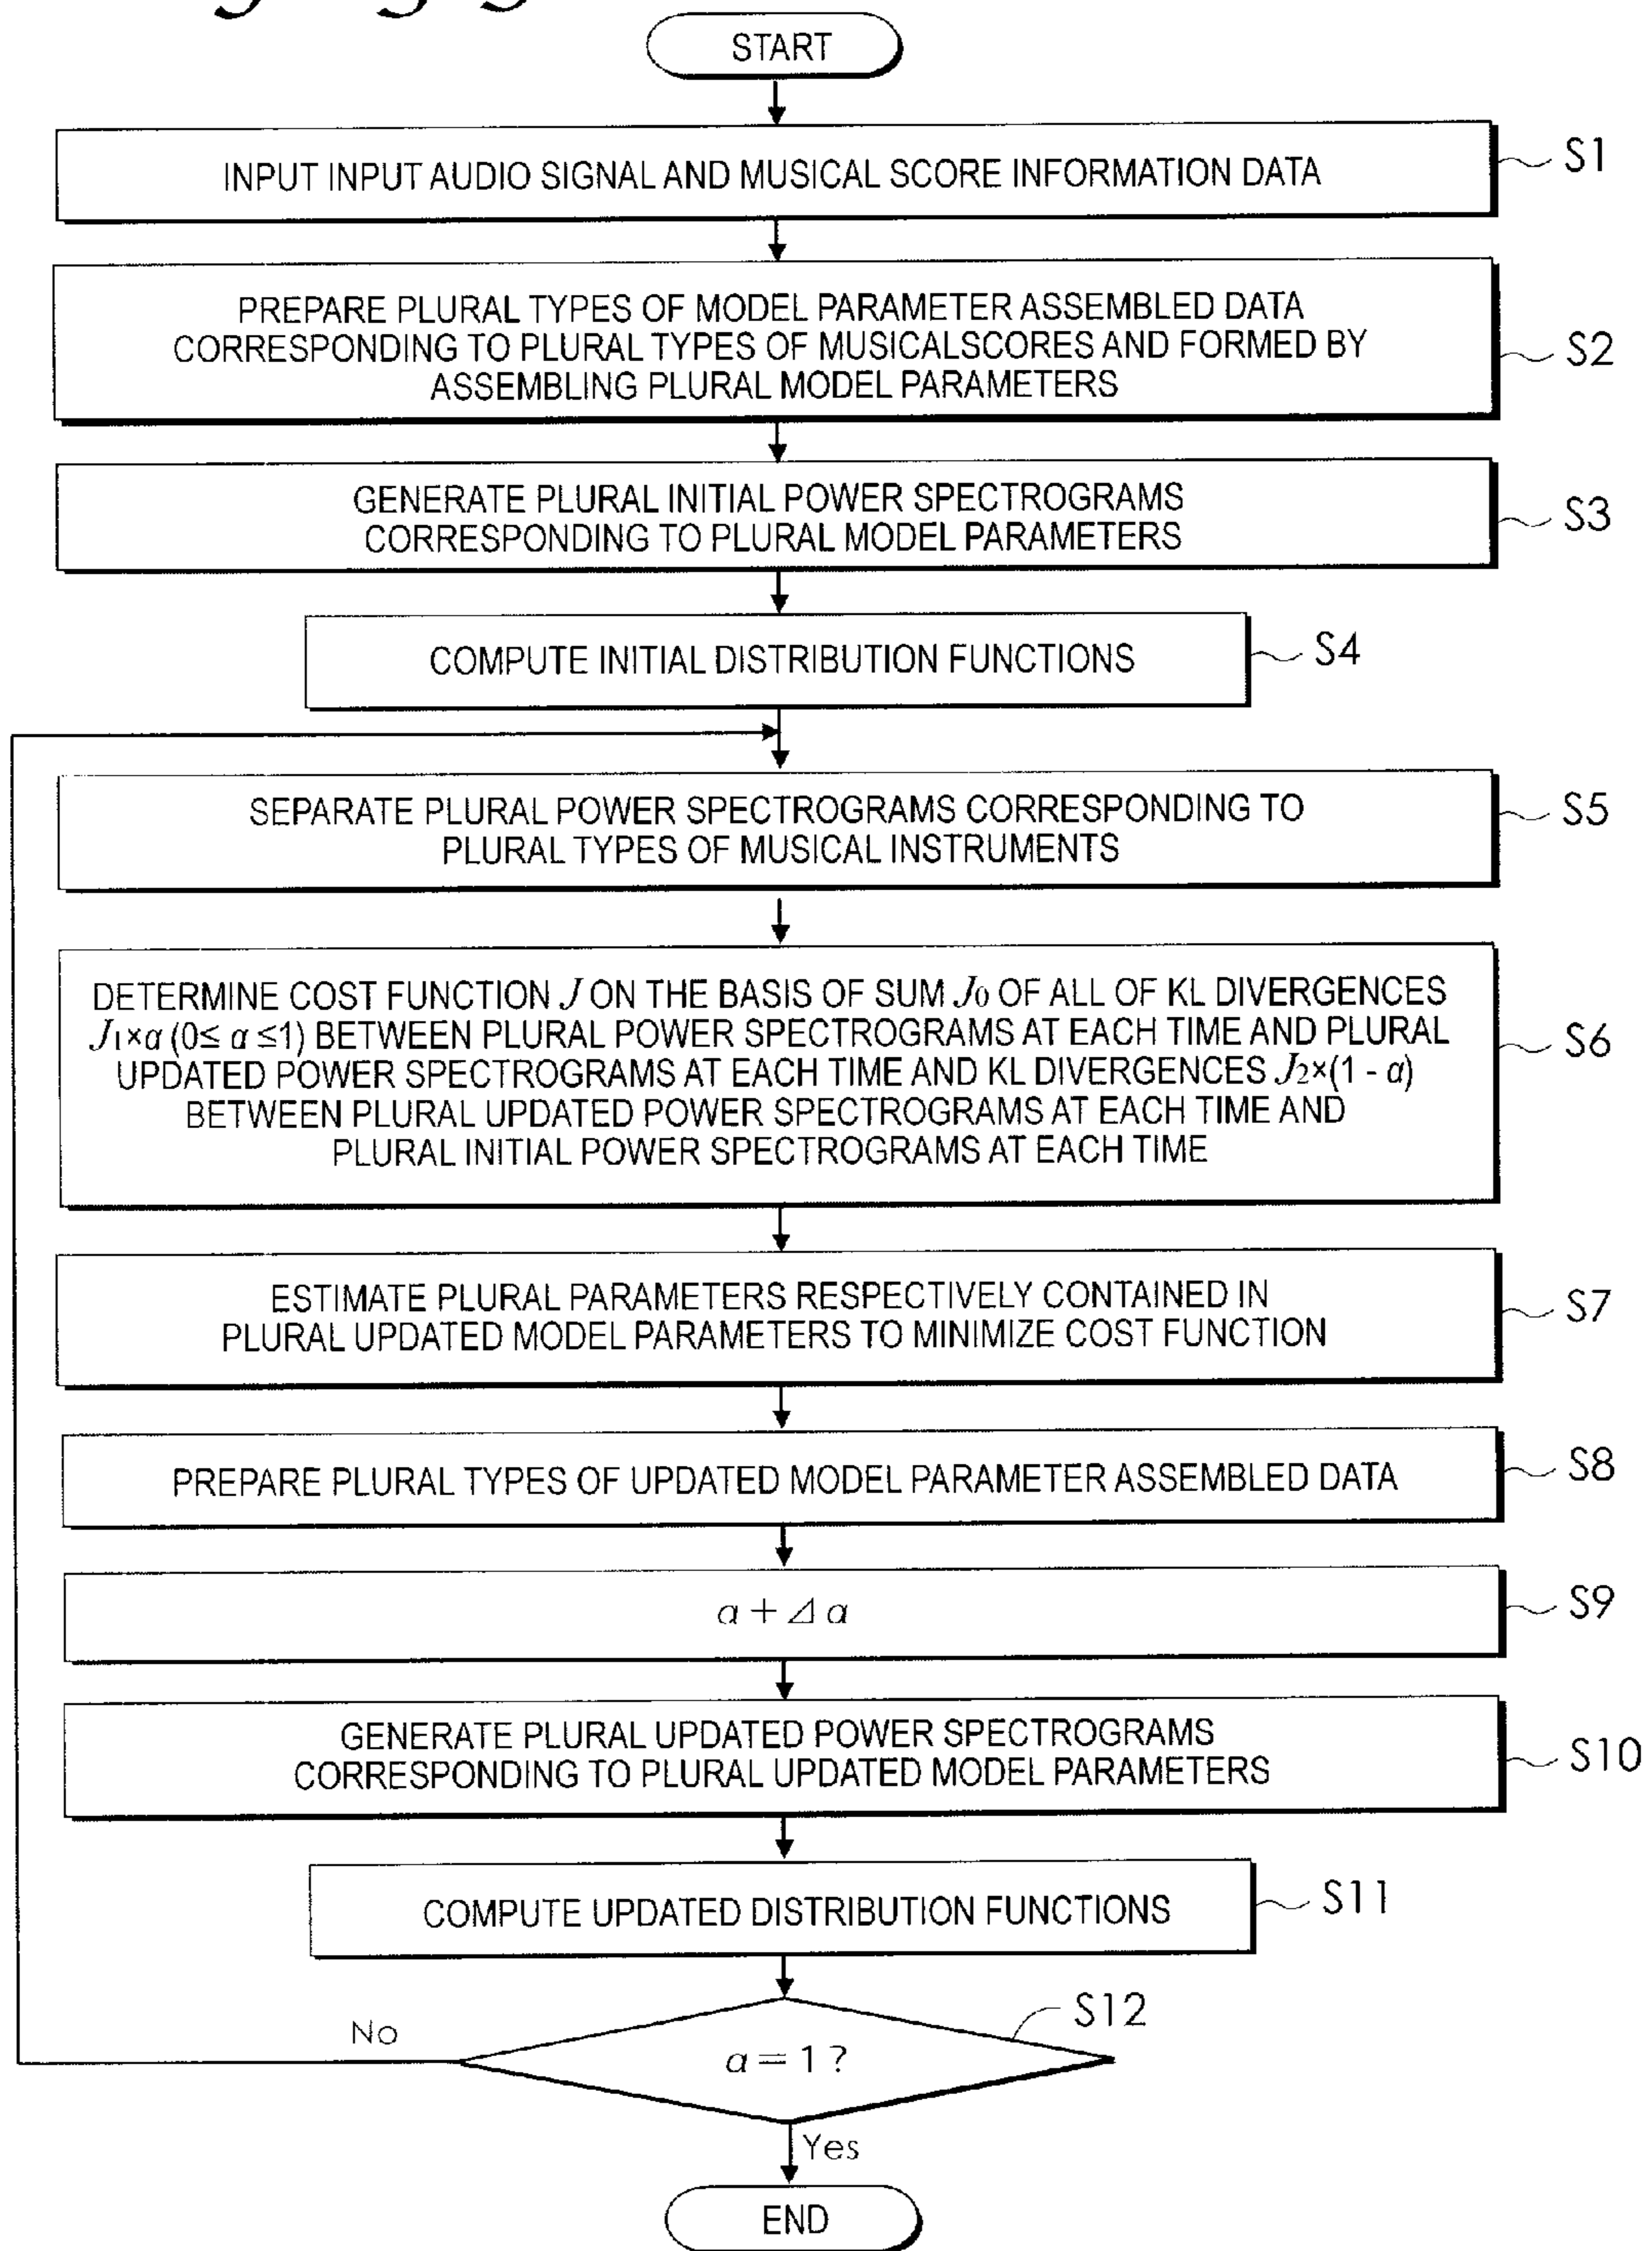 START
INPUT INPUT AUDIO SIGNAL AND MUSICAL SCORE INFORMATION DATA
S1
PREPARE PLURAL TYPES OF MODEL PARAMETER ASSEMBLED DATA
CORRESPONDING TO PLURAL TYPES OF MUSICALSCORES AND FORMED BY
ASSEMBLING PLURAL MODEL PARAMETERS
S2
GENERATE PLURAL INITIAL POWER SPECTROGRAMS
CORRESPONDING TO PLURAL MODEL PARAMETERS
S3
COMPUTE INITIAL DISTRIBUTION FUNCTIONS
S4
SEPARATE PLURAL POWER SPECTROGRAMS CORRESPONDING TO
PLURAL TYPES OF MUSICAL INSTRUMENTS
S5
DETERMINE COST FUNCTION J ON THE BASIS OF SUM J0 OF ALL OF KL DIVERGENCES
J1×α (0≤ α ≤1) BETWEEN PLURAL POWER SPECTROGRAMS AT EACH TIME AND PLURAL
UPDATED POWER SPECTROGRAMS AT EACH TIME AND KL DIVERGENCES J2×(1 - α)
BETWEEN PLURAL UPDATED POWER SPECTROGRAMS AT EACH TIME AND
PLURAL INITIAL POWER SPECTROGRAMS AT EACH TIME
S6
ESTIMATE PLURAL PARAMETERS RESPECTIVELY CONTAINED IN
PLURAL UPDATED MODEL PARAMETERS TO MINIMIZE COST FUNCTION
S7
PREPARE PLURAL TYPES OF UPDATED MODEL PARAMETER ASSEMBLED DATA
S8
α + Δ α
S9
GENERATE PLURAL UPDATED POWER SPECTROGRAMS
CORRESPONDING TO PLURAL UPDATED MODEL PARAMETERS
S10
COMPUTE UPDATED DISTRIBUTION FUNCTIONS
S11
S12
No
α = 1 ?
Yes
END